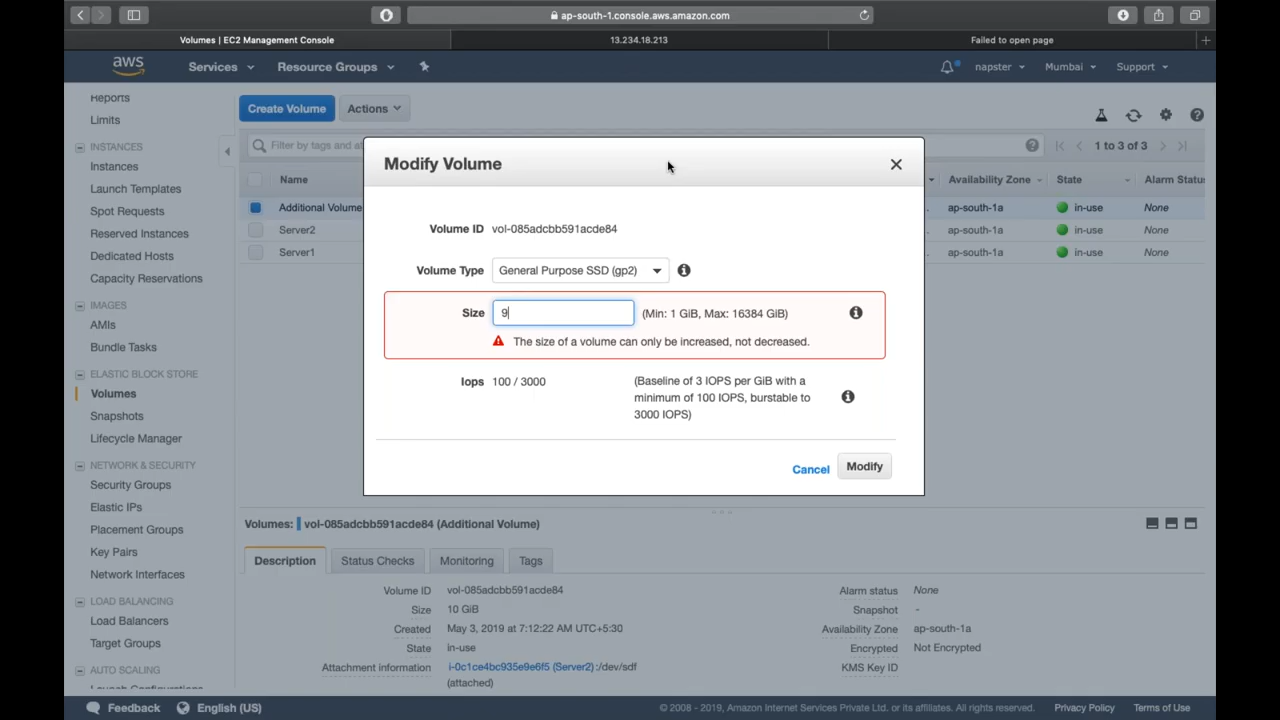 ap-south-1.console.aws.amazon.com
Volumes | EC2 Management Console
13.234.18.213
Failed to open page
aws
Services
Resource Groups
napster
Mumbai
Support
Reports
Limits
INSTANCES
Instances
Launch Templates
Spot Requests
Reserved Instances
Dedicated Hosts
Capacity Reservations
IMAGES
AMIs
Bundle Tasks
ELASTIC BLOCK STORE
Volumes
Snapshots
Lifecycle Manager
NETWORK & SECURITY
Security Groups
Elastic IPs
Placement Groups
Key Pairs
Network Interfaces
LOAD BALANCING
Load Balancers
Target Groups
AUTO SCALING
Launch Configurations
Create Volume
Actions
Filter by tags and at
1 to 3 of 3
Name
Availability Zone
State
Alarm Status
Additional Volume
ap-south-1a
in-use
None
Server2
ap-south-1a
in-use
None
Server1
ap-south-1a
in-use
None
Modify Volume
Volume ID vol-085adcbb591acde84
Volume Type General Purpose SSD (gp2)
Size 9 (Min: 1 GiB, Max: 16384 GiB)
The size of a volume can only be increased, not decreased.
Iops 100 / 3000 (Baseline of 3 IPS per GiB with a
minimum of 100 IOPS, burstable to
3000 IOPS)
Cancel
Modify
Volumes: vol-085adcbb591acde84 (Additional Volume)
Description
Status Checks
Monitoring
Tags
Volume ID vol-085adcbb591acde84
Size 10 GiB
Created May 3, 2019 at 7:12:22 AM UTC+5:30
State in-use
Attachment information i-0c1ce4bc935e9e6f5 (Server2):/dev/sdf
(attached)
Alarm status None
Snapshot -
Availability Zone ap-south-1a
Encrypted Not Encrypted
KMS Key ID
Feedback
English (US)
© 2008 - 2019, Amazon Internet Services Private Ltd. or its affiliates. All rights reserved.
Privacy Policy
Terms of Use